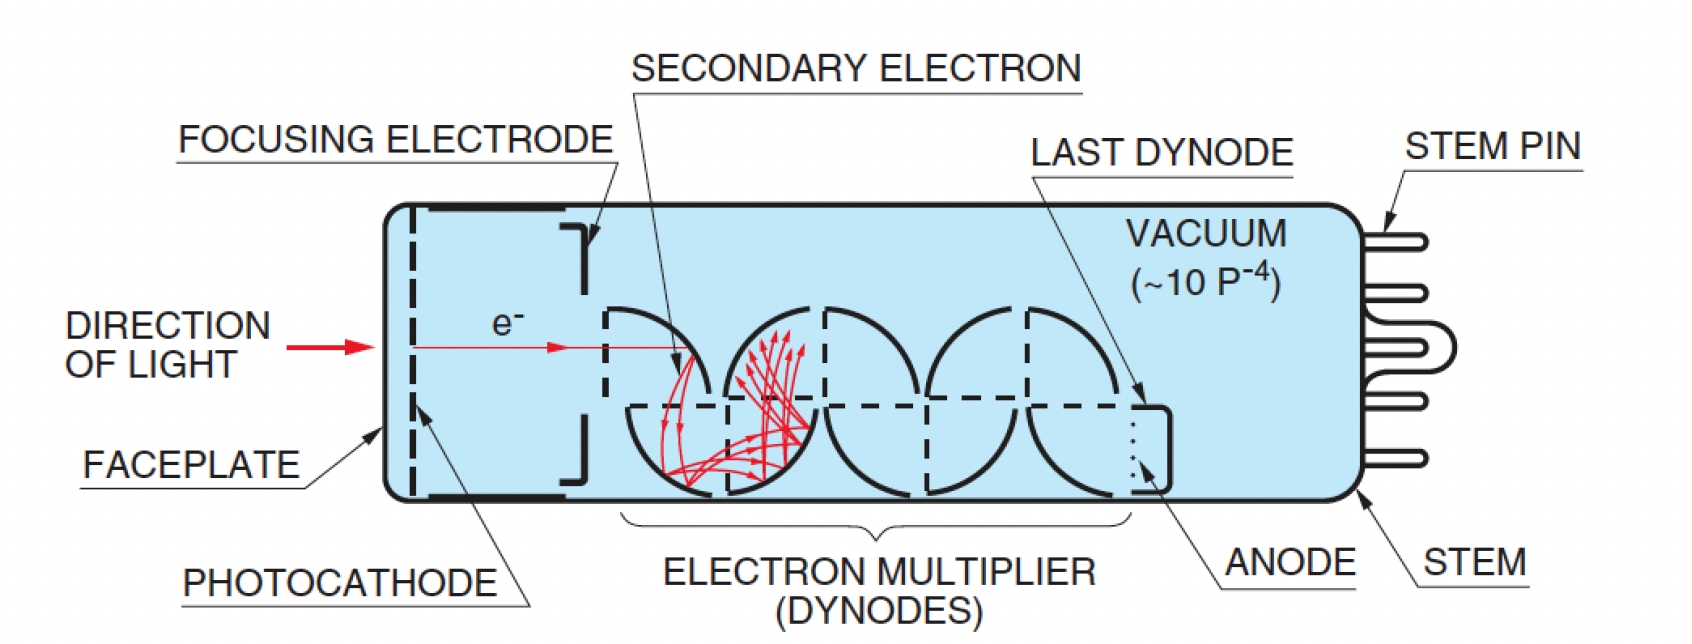 SECONDARY ELECTRON
FOCUSING ELECTRODE
LAST DYNODE
STEM PIN
VACUUM
(~10 P⁻⁴)
DIRECTION
OF LIGHT
e⁻
FACEPLATE
PHOTOCATHODE
ELECTRON MULTIPLIER
(DYNODES)
ANODE
STEM